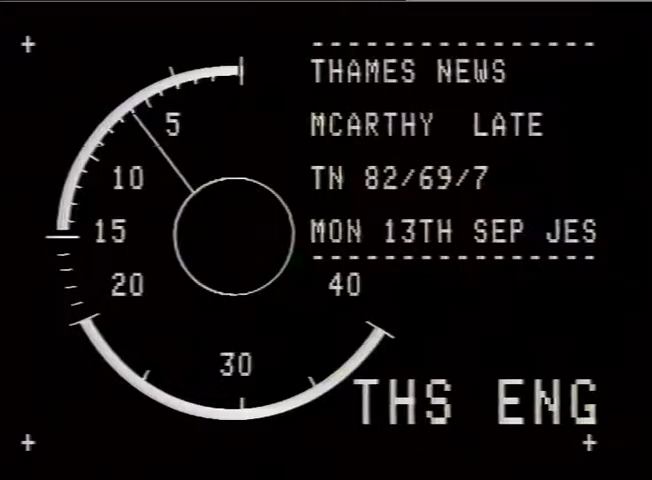 THAMES NEWS
MCARTHY LATE
TN 82/69/7
MON 13TH SEP JES
5
10
15
20
40
30
THS ENG